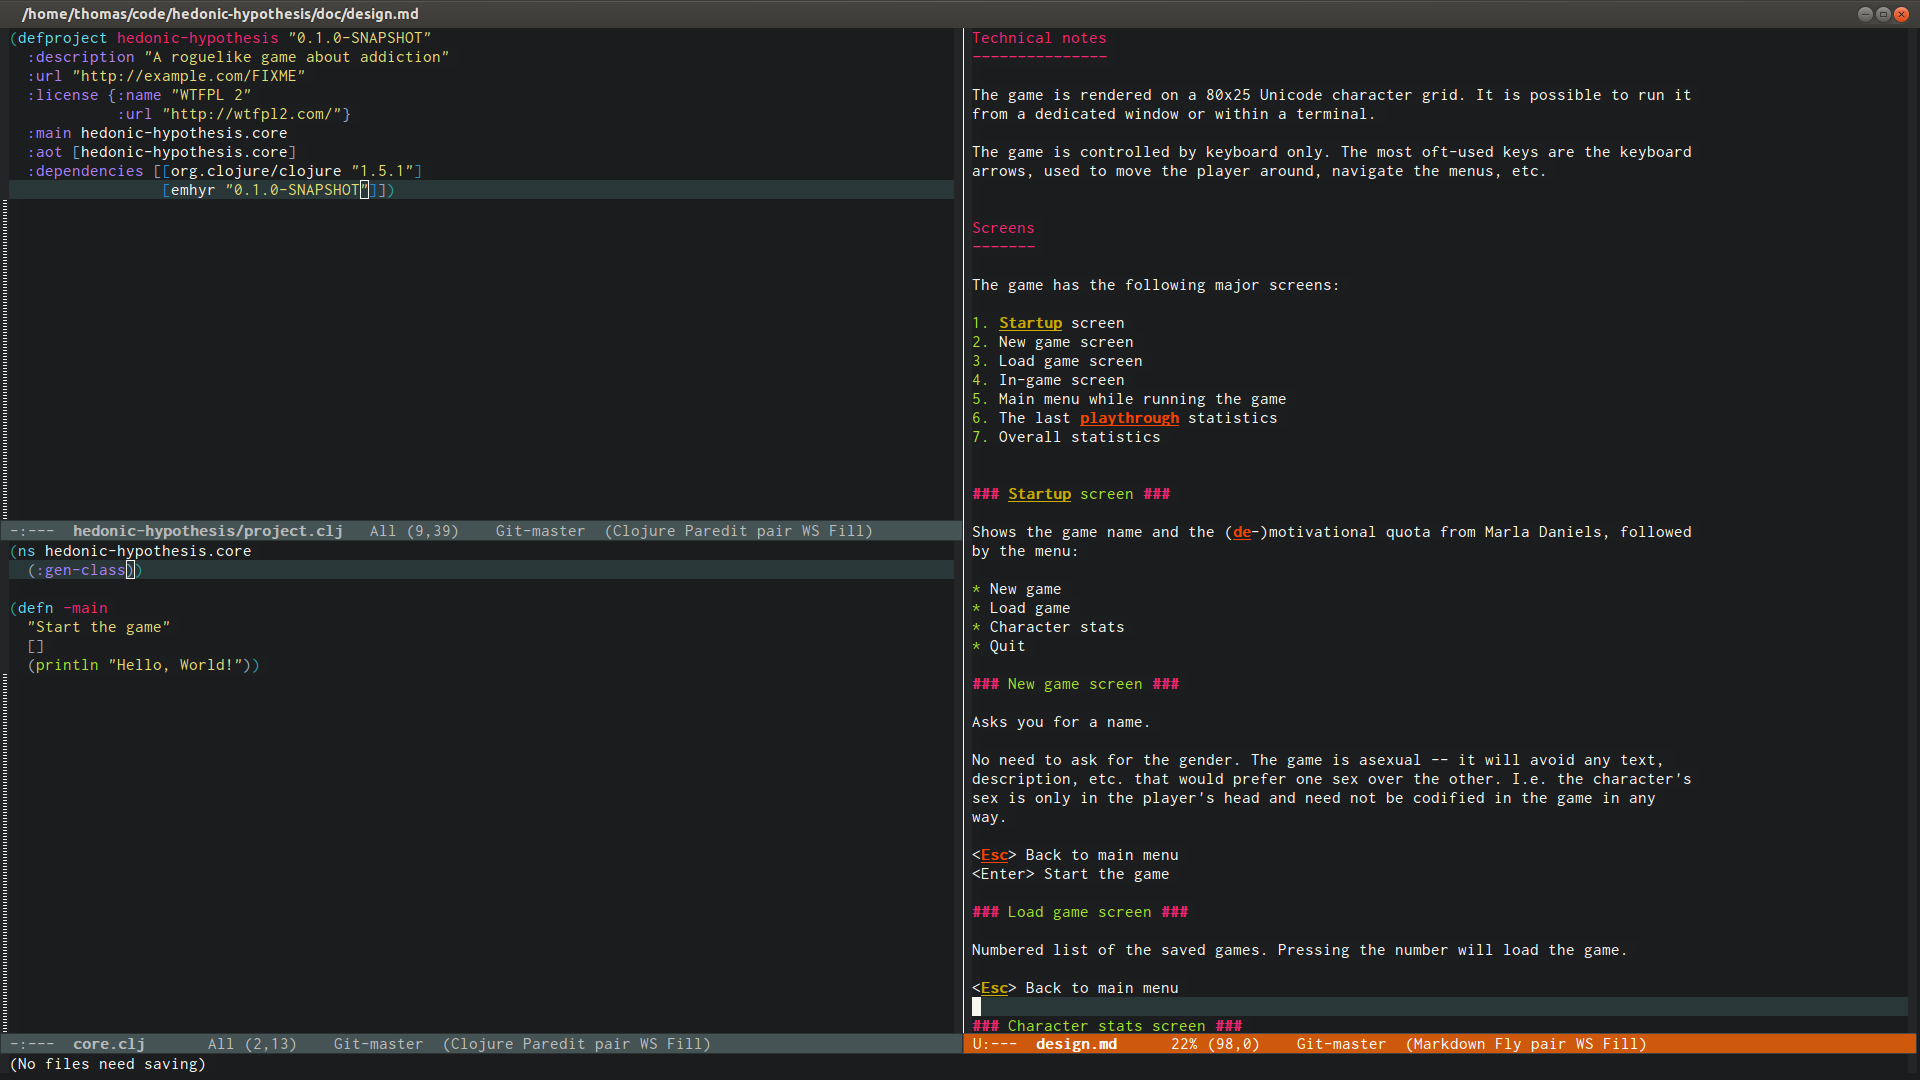 /home/thomas/code/hedonic-hypothesis/doc/design.md
(defproject hedonic-hypothesis "0.1.0-SNAPSHOT"
  :description "A roguelike game about addiction"
  :url "http://example.com/FIXME"
  :license {:name "WTFPL 2"
            :url "http://wtfpl2.com/"}
  :main hedonic-hypothesis.core
  :aot [hedonic-hypothesis.core]
  :dependencies [[org.clojure/clojure "1.5.1"]
                 [emhyr "0.1.0-SNAPSHOT"]])
-:---  hedonic-hypothesis/project.clj   All (9,39)    Git-master  (Clojure Paredit pair WS Fill)
(ns hedonic-hypothesis.core
  (:gen-class))
(defn -main
  "Start the game"
  []
  (println "Hello, World!"))
-:---  core.clj       All (2,13)    Git-master  (Clojure Paredit pair WS Fill)
(No files need saving)
Technical notes
---------------
The game is rendered on a 80x25 Unicode character grid. It is possible to run it
from a dedicated window or within a terminal.
The game is controlled by keyboard only. The most oft-used keys are the keyboard
arrows, used to move the player around, navigate the menus, etc.
Screens
-------
The game has the following major screens:
1. Startup screen
2. New game screen
3. Load game screen
4. In-game screen
5. Main menu while running the game
6. The last playthrough statistics
7. Overall statistics
### Startup screen ###
Shows the game name and the (de-)motivational quota from Marla Daniels, followed
by the menu:
* New game
* Load game
* Character stats
* Quit
### New game screen ###
Asks you for a name.
No need to ask for the gender. The game is asexual -- it will avoid any text,
description, etc. that would prefer one sex over the other. I.e. the character's
sex is only in the player's head and need not be codified in the game in any
way.
<Esc> Back to main menu
<Enter> Start the game
### Load game screen ###
Numbered list of the saved games. Pressing the number will load the game.
<Esc> Back to main menu
### Character stats screen ###
U:---  design.md      22% (98,0)    Git-master  (Markdown Fly pair WS Fill)